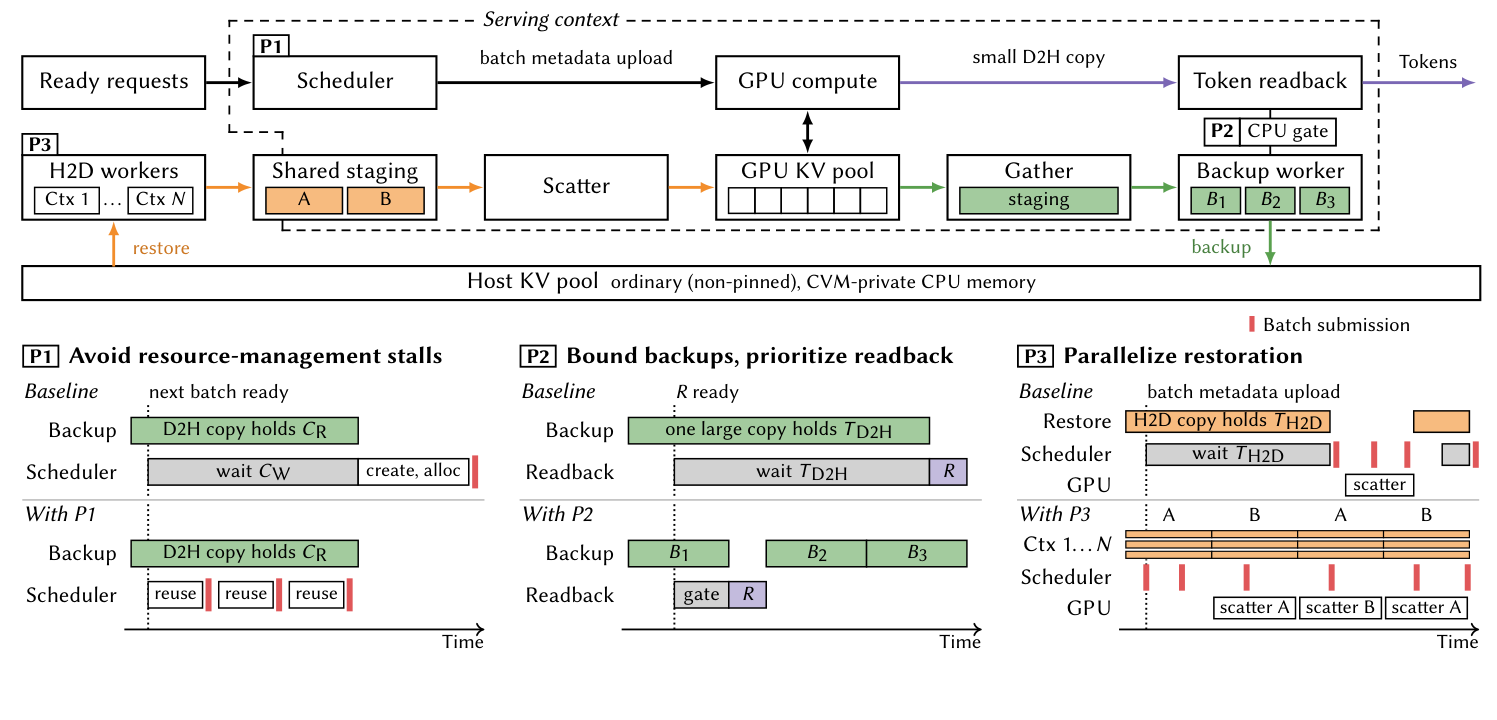 Serving context
P1
batch metadata upload
small D2H copy
Tokens
Ready requests
Scheduler
GPU compute
Token readback
P2 CPU gate
P3
H2D workers
Ctx 1 … Ctx N
Shared staging
A B
Scatter
GPU KV pool
Gather
staging
Backup worker
B1 B2 B3
restore
backup
Host KV pool ordinary (non-pinned), CVM-private CPU memory
Batch submission
P1 Avoid resource-management stalls
Baseline next batch ready
Backup D2H copy holds CR
Scheduler wait CW create, alloc
With P1
Backup D2H copy holds CR
Scheduler reuse reuse reuse
Time
P2 Bound backups, prioritize readback
Baseline R ready
Backup one large copy holds TD2H
Readback wait TD2H R
With P2
Backup B1 B2 B3
Readback gate R
Time
P3 Parallelize restoration
Baseline batch metadata upload
Restore H2D copy holds TH2D
Scheduler wait TH2D
GPU scatter
With P3 A B A B
Ctx 1…N
Scheduler
GPU scatter A scatter B scatter A
Time